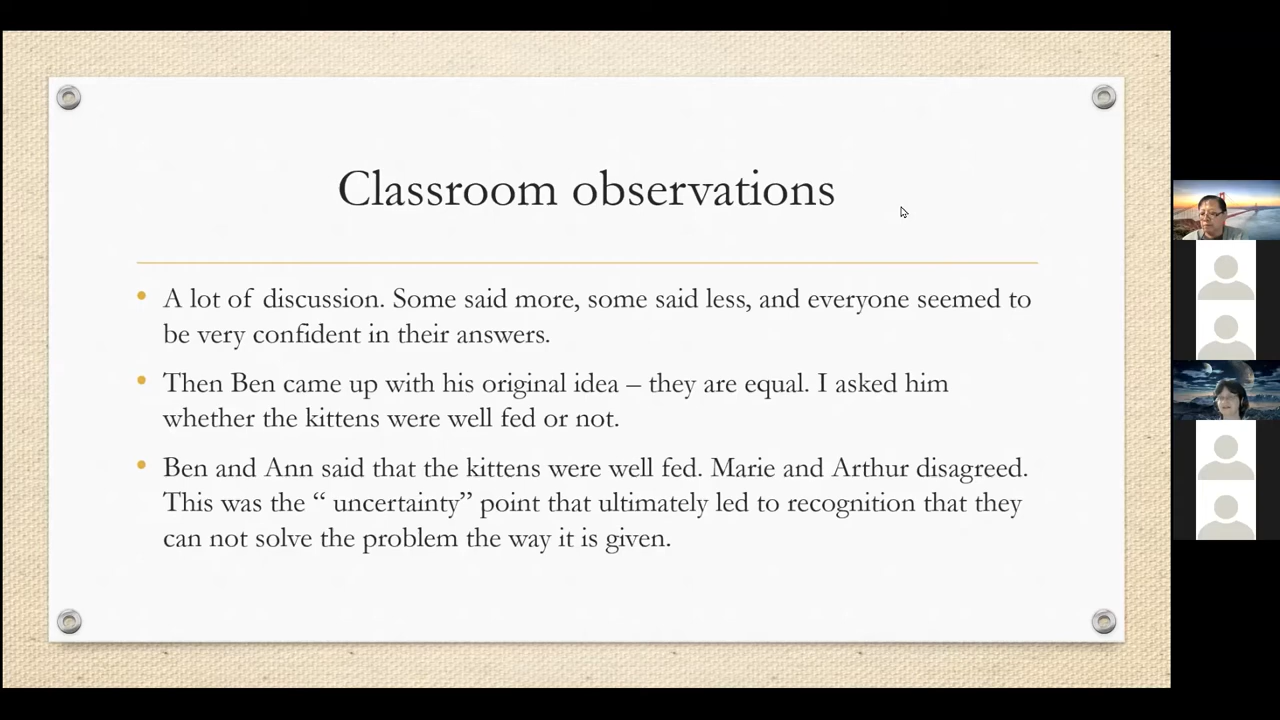 Classroom observations
• A lot of discussion. Some said more, some said less, and everyone seemed to
be very confident in their answers.
• Then Ben came up with his original idea – they are equal. I asked him
whether the kittens were well fed or not.
• Ben and Ann said that the kittens were well fed. Marie and Arthur disagreed.
This was the “ uncertainty” point that ultimately led to recognition that they
can not solve the problem the way it is given.